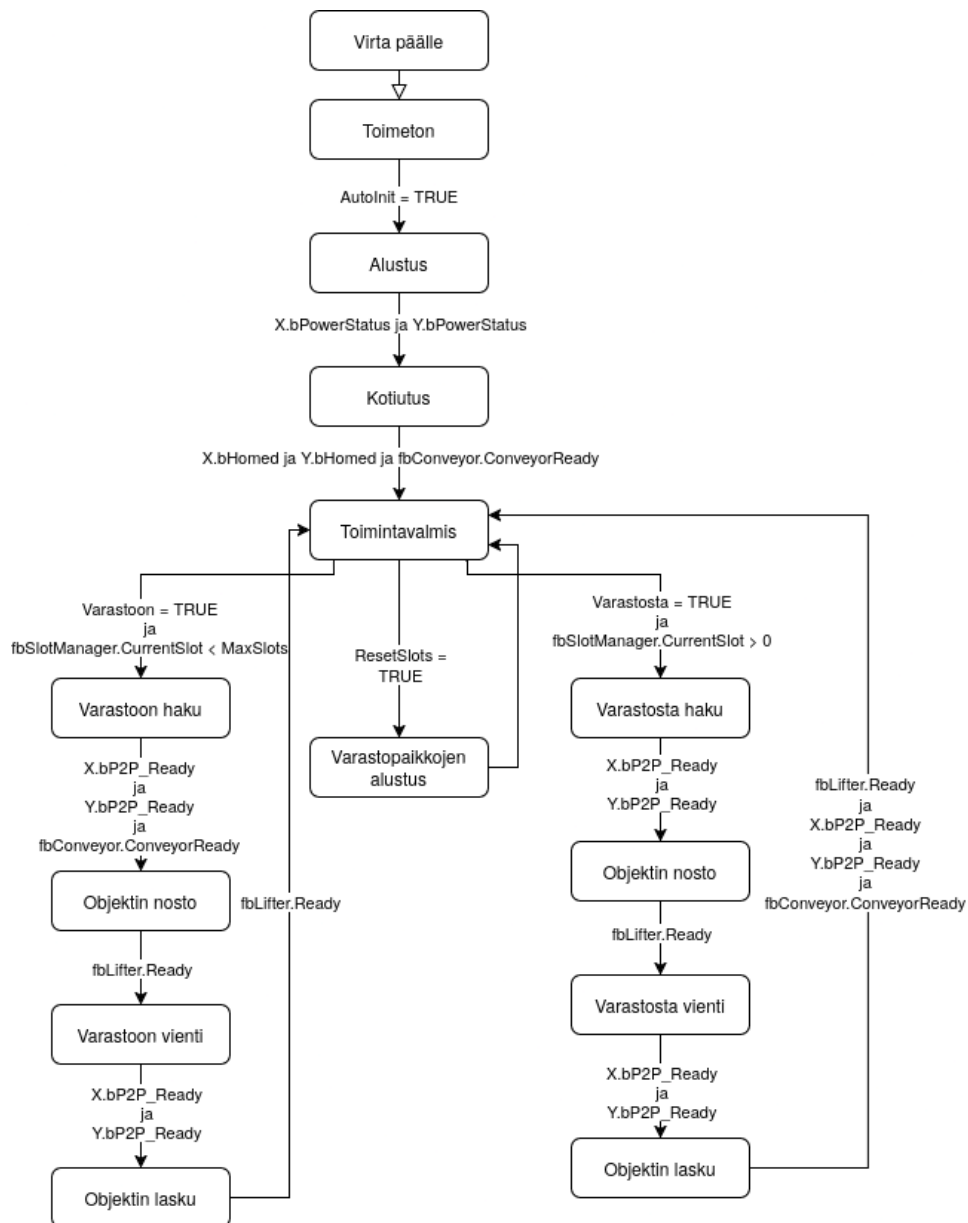 Virta päälle
Toimeton
AutoInit = TRUE
Alustus
X.bPowerStatus ja Y.bPowerStatus
Kotiutus
X.bHomed ja Y.bHomed ja fbConveyor.ConveyorReady
Toimintavalmis
Varastoon = TRUE
ja
fbSlotManager.CurrentSlot < MaxSlots
Varastoon haku
X.bP2P_Ready
ja
Y.bP2P_Ready
ja
fbConveyor.ConveyorReady
Objektin nosto
fbLifter.Ready
Varastoon vienti
X.bP2P_Ready
ja
Y.bP2P_Ready
Objektin lasku
fbLifter.Ready
ResetSlots =
TRUE
Varastopaikkojen
alustus
Varastosta = TRUE
ja
fbSlotManager.CurrentSlot > 0
Varastosta haku
X.bP2P_Ready
ja
Y.bP2P_Ready
Objektin nosto
fbLifter.Ready
Varastosta vienti
X.bP2P_Ready
ja
Y.bP2P_Ready
Objektin lasku
fbLifter.Ready
ja
X.bP2P_Ready
ja
Y.bP2P_Ready
ja
fbConveyor.ConveyorReady